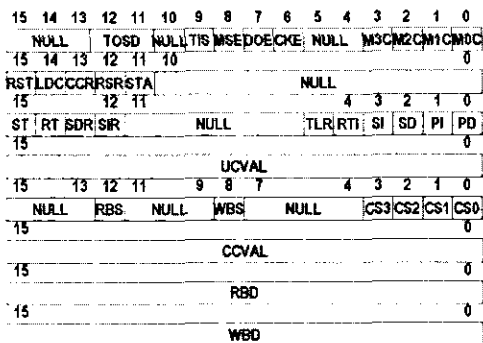 15 14 13 12 11 10 9 8 7 6 5 4 3 2 1 0
NULL TOSD NULL TIS MSE DOE CKE NULL M3C M2C M1C M0C
15 14 13 12 11 10 0
RST LDC CCR RSR STA NULL
15 12 11 4 3 2 1 0
ST RT SDR SIR NULL TLR RTI SI SD PI PD
15 0
UCVAL
15 13 12 11 9 8 7 4 3 2 1 0
NULL RBS NULL WBS NULL CS3 CS2 CS1 CS0
15 0
CCVAL
15 0
RBD
15 0
WBD